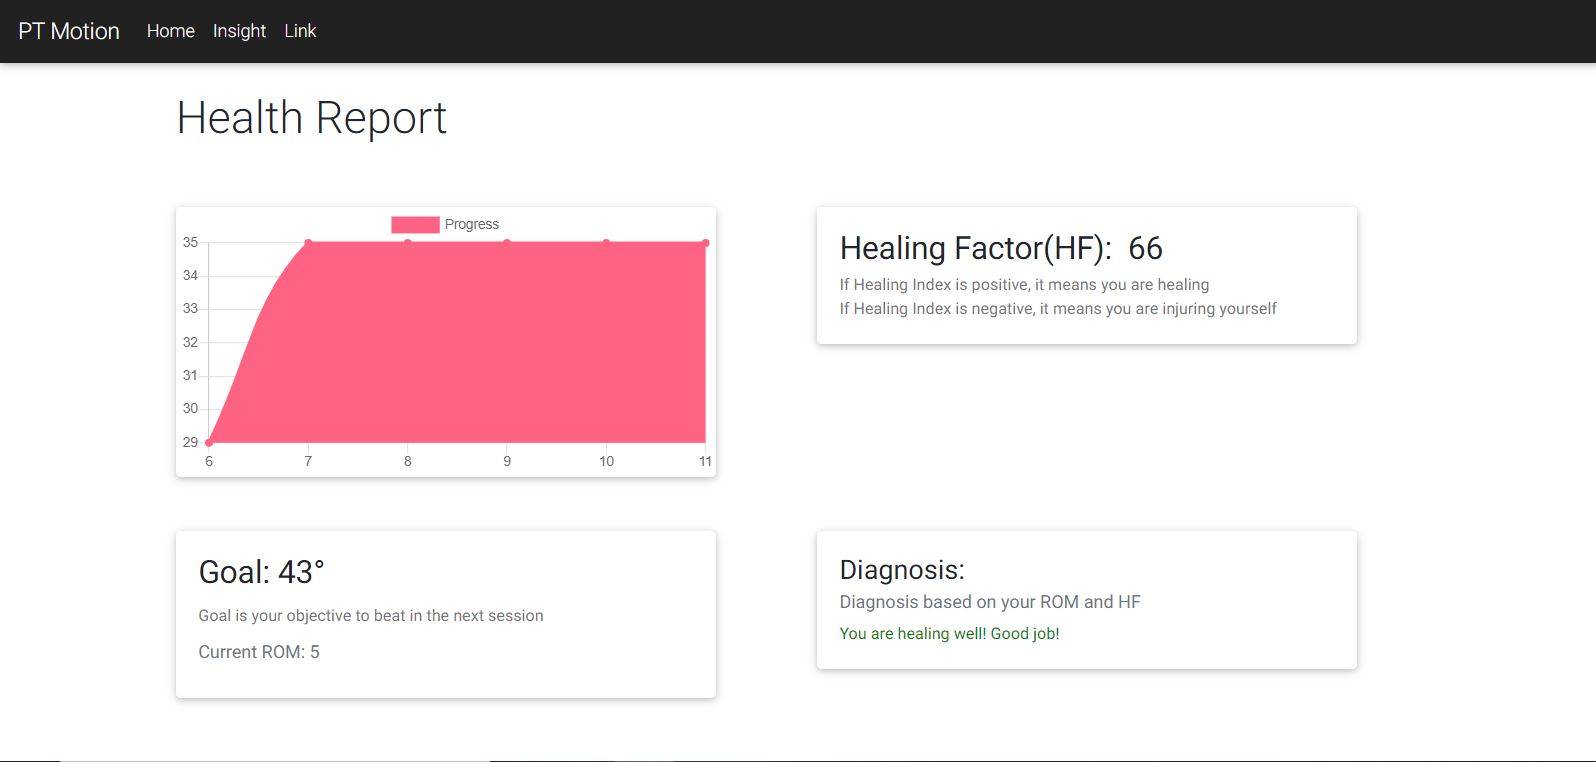 PT Motion Home Insight Link
Health Report
Progress
35
34
33
32
31
30
29
6 7 8 9 10 11
Healing Factor(HF): 66
If Healing Index is positive, it means you are healing
If Healing Index is negative, it means you are injuring yourself
Goal: 43°
Goal is your objective to beat in the next session
Current ROM: 5
Diagnosis:
Diagnosis based on your ROM and HF
You are healing well! Good job!